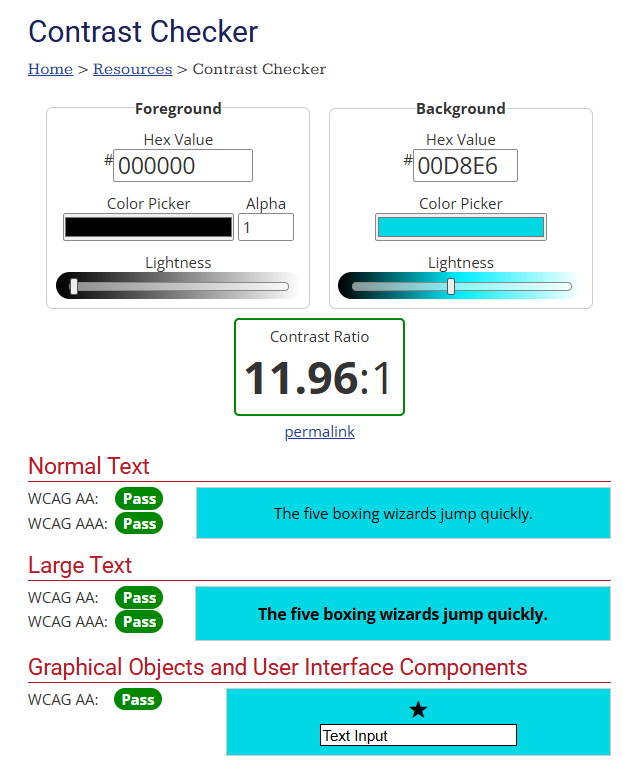 Contrast Checker
Home > Resources > Contrast Checker
Foreground
Hex Value
#000000
Color Picker Alpha
1
Lightness
Background
Hex Value
#00D8E6
Color Picker
Lightness
Contrast Ratio
11.96:1
permalink
Normal Text
WCAG AA: Pass
WCAG AAA: Pass
The five boxing wizards jump quickly.
Large Text
WCAG AA: Pass
WCAG AAA: Pass
The five boxing wizards jump quickly.
Graphical Objects and User Interface Components
WCAG AA: Pass
Text Input